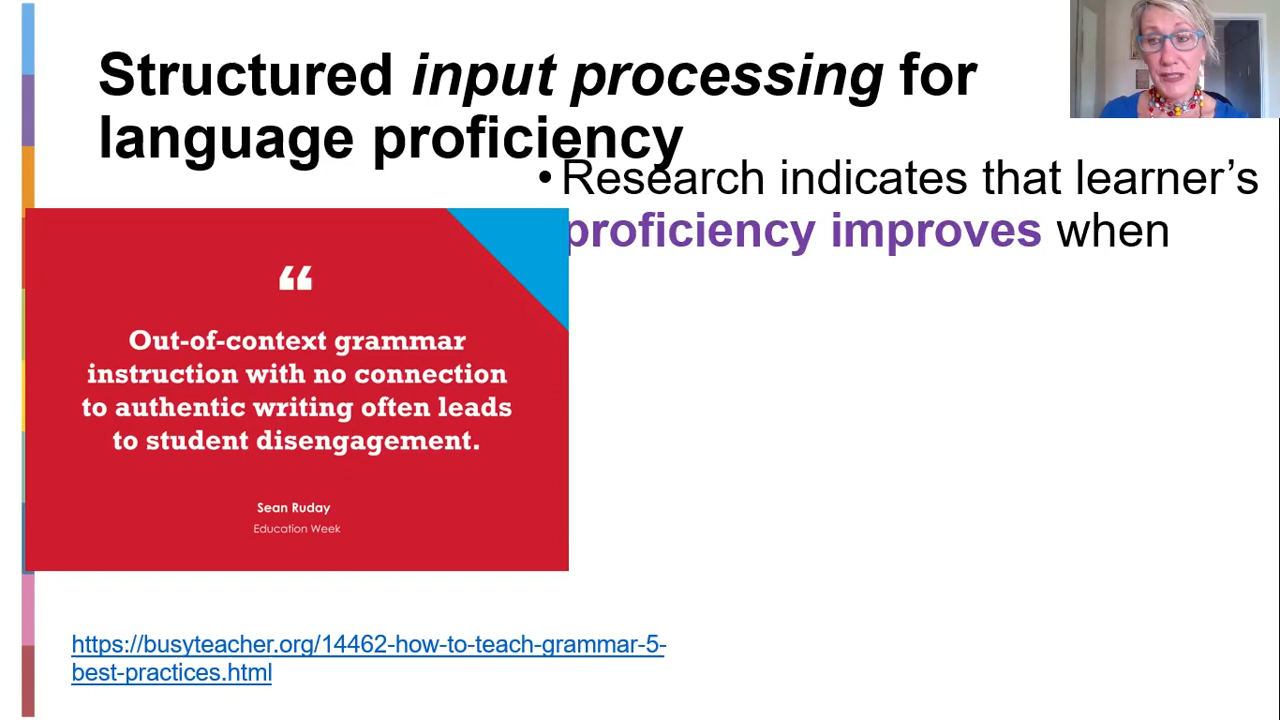 Structured input processing for
language proficiency
• Research indicates that learner’s
proficiency improves when
“
Out-of-context grammar
instruction with no connection
to authentic writing often leads
to student disengagement.
Sean Ruday
Education Week
https://busyteacher.org/14462-how-to-teach-grammar-5-
best-practices.html